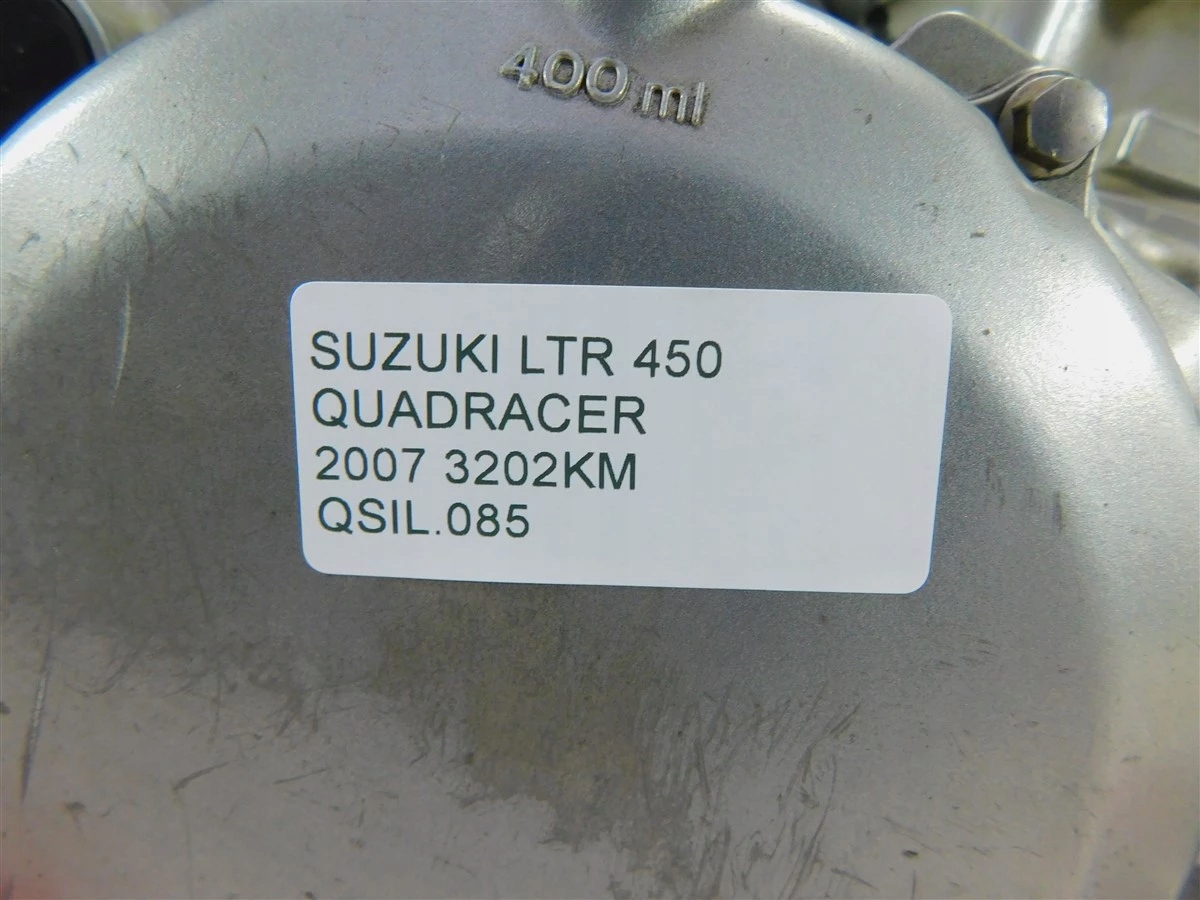 400 ml
SUZUKI LTR 450
QUADRACER
2007 3202KM
QSIL.085